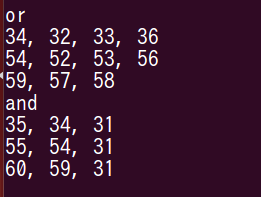 or
34, 32, 33, 36
54, 52, 53, 56
59, 57, 58
and
35, 34, 31
55, 54, 31
60, 59, 31